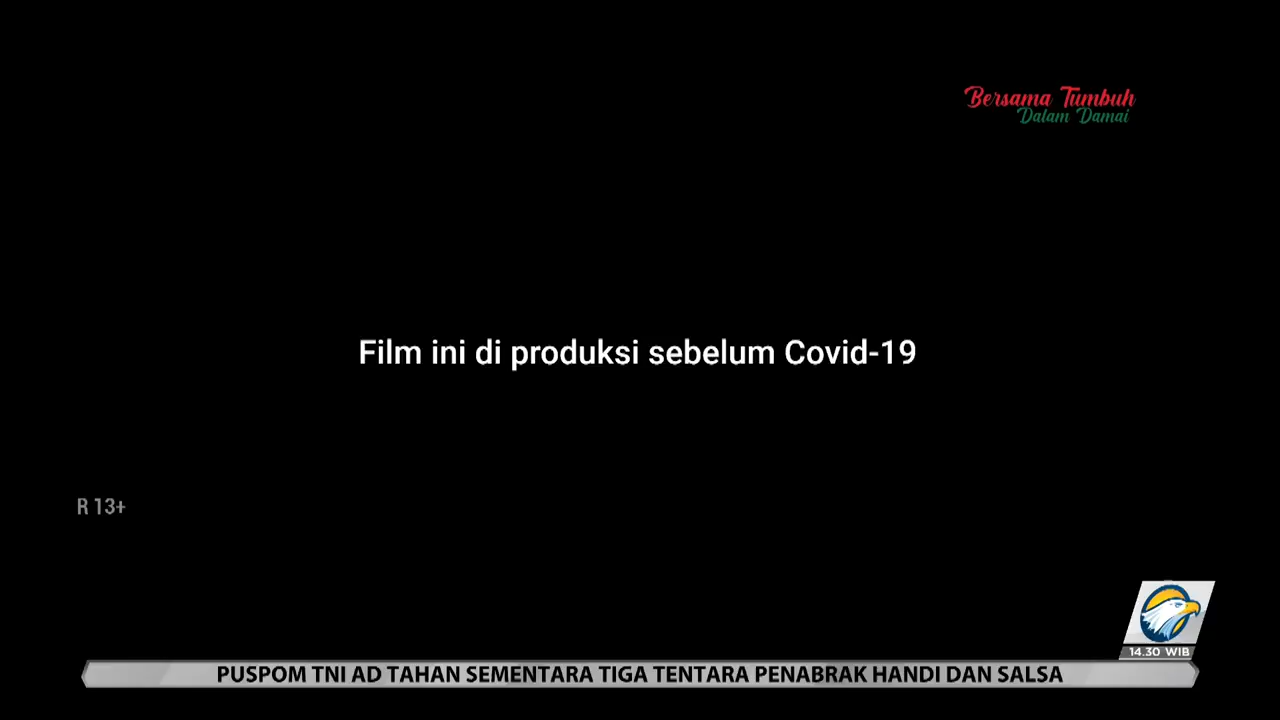 Bersama Tumbuh
Dalam Damai
Film ini di produksi sebelum Covid-19
R 13+
14.30 WIB
PUSPOM TNI AD TAHAN SEMENTARA TIGA TENTARA PENABRAK HANDI DAN SALSA